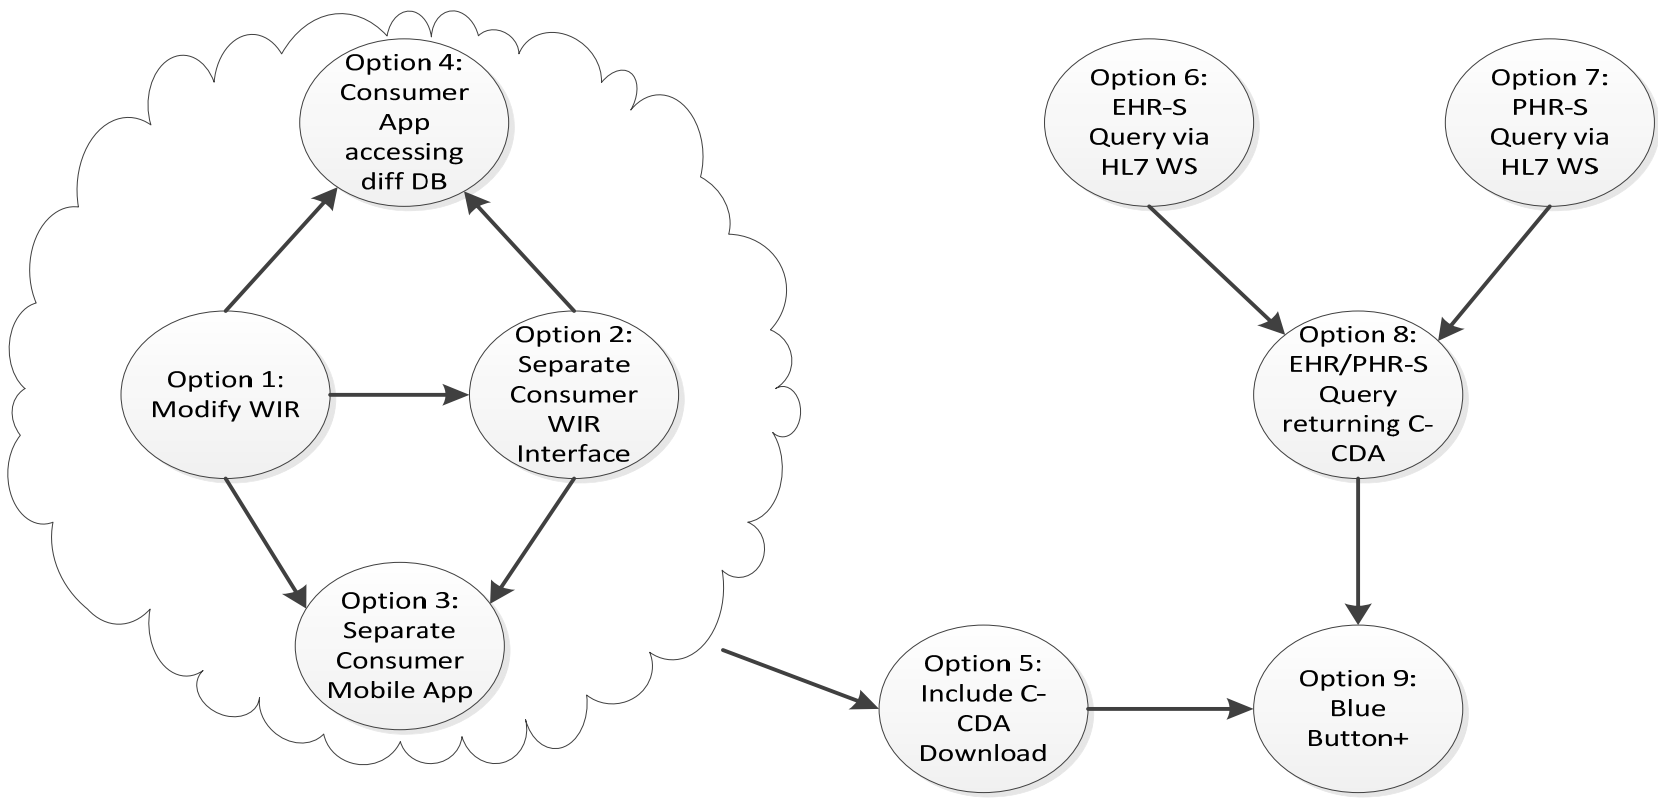 Option 4:
Consumer
App
accessing
diff DB
Option 6:
EHR-S
Query via
HL7 WS
Option 7:
PHR-S
Query via
HL7 WS
Option 1:
Modify WIR
Option 2:
Separate
Consumer
WIR
Interface
Option 8:
EHR/PHR-S
Query
returning C-
CDA
Option 3:
Separate
Consumer
Mobile App
Option 5:
Include C-
CDA
Download
Option 9:
Blue
Button+